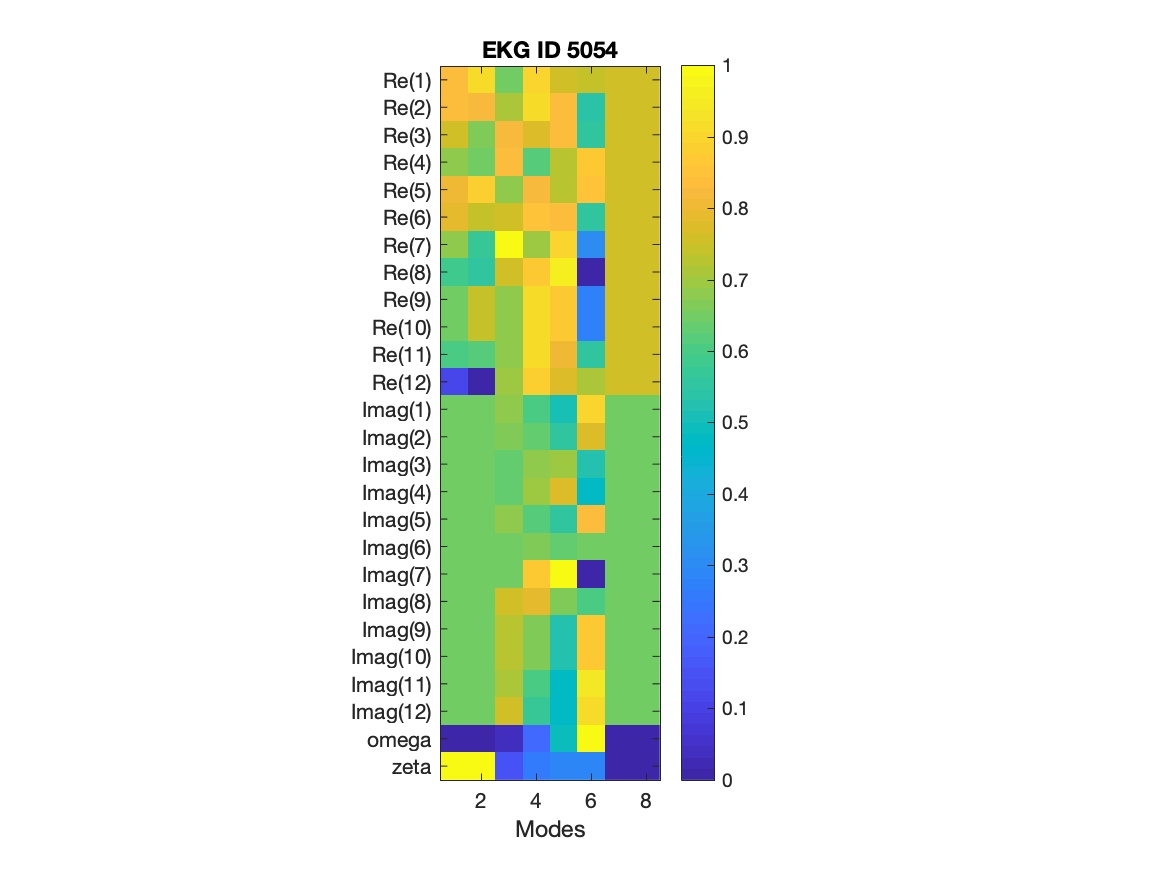 EKG ID 5054
Re(1)
Re(2)
Re(3)
Re(4)
Re(5)
Re(6)
Re(7)
Re(8)
Re(9)
Re(10)
Re(11)
Re(12)
Imag(1)
Imag(2)
Imag(3)
Imag(4)
Imag(5)
Imag(6)
Imag(7)
Imag(8)
Imag(9)
Imag(10)
Imag(11)
Imag(12)
omega
zeta
2 4 6 8
Modes
1
0.9
0.8
0.7
0.6
0.5
0.4
0.3
0.2
0.1
0